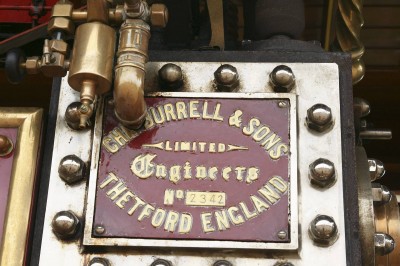 CHAS BURRELL & SONS
LIMITED
Engineers
No 2342
THETFORD ENGLAND